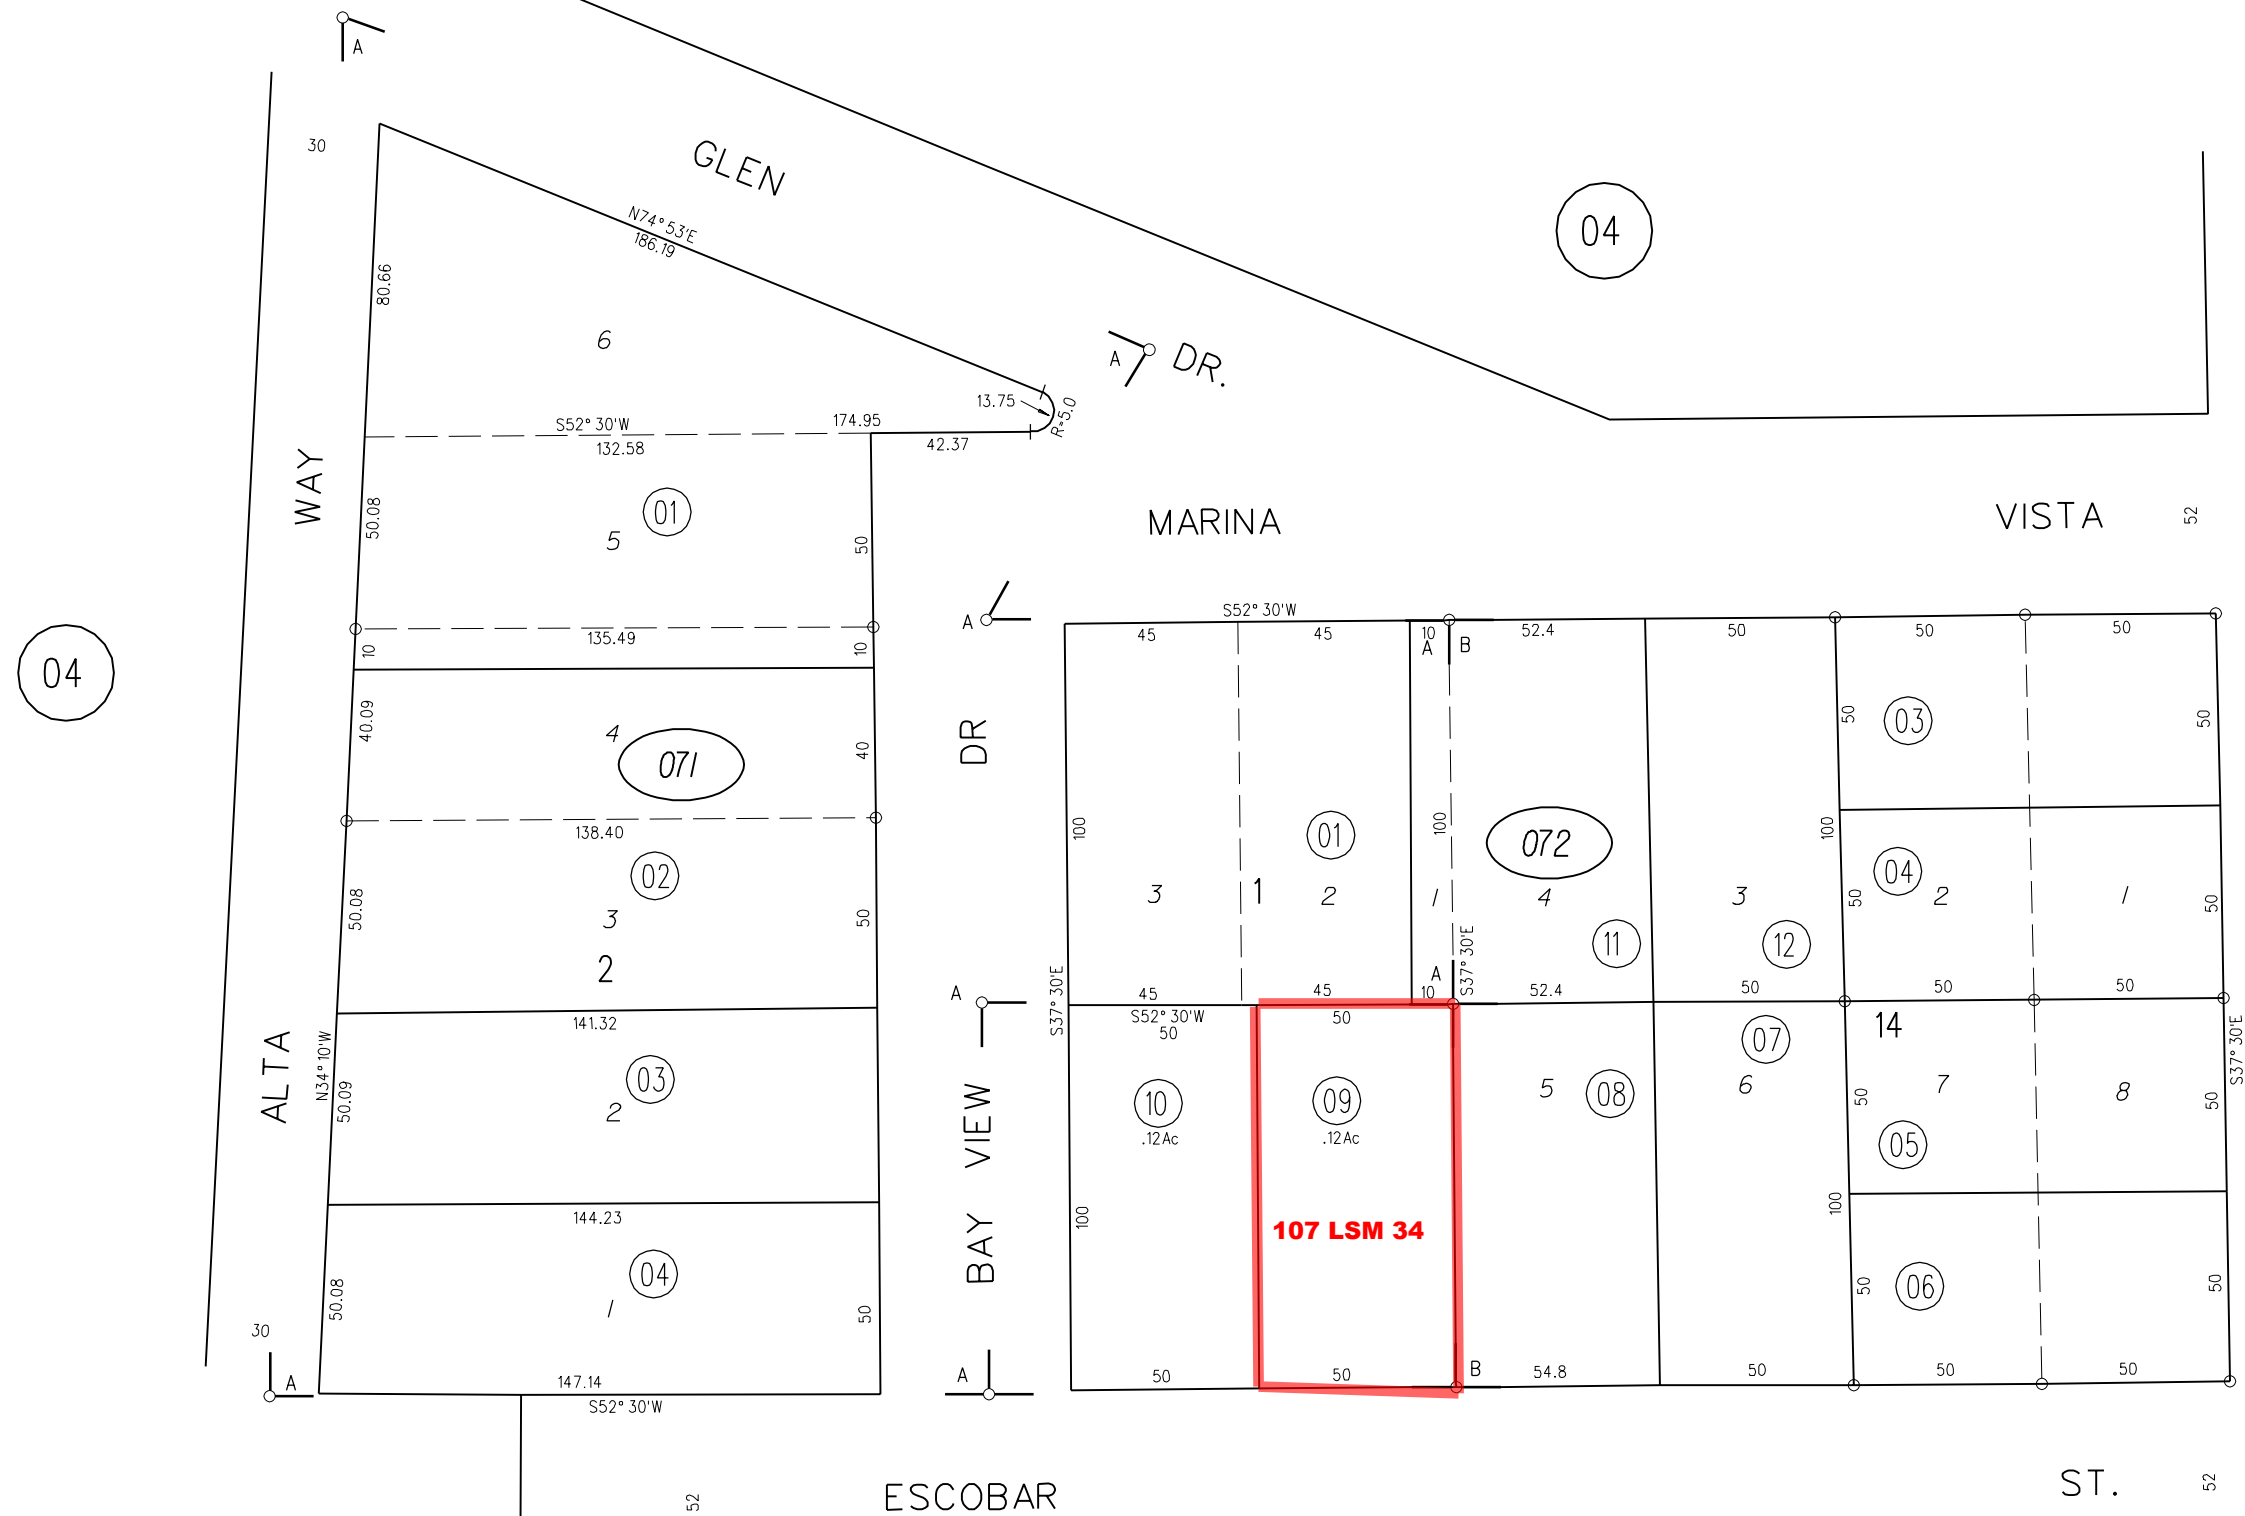 A
30
GLEN
N74°53'E
186.19
04
80.66
6
DR.
A
13.75
R=5.0
S52°30'W
174.95
132.58
42.37
WAY
50.08
01
5
50
MARINA
VISTA
52
04
10
135.49
10
A
S52°30'W
45
45
10
A
B
52.4
50
50
50
40.09
4
071
40
DR
138.40
02
50.08
3
50
2
100
01
100
072
100
50
03
50
3
1
2
1
4
3
50
04
2
1
50
11
12
S37°30'E
A
A
45
45
10
52.4
50
50
50
S37°30'E
141.32
S52°30'W
50
50
14
07
S37°30'E
ALTA
N34°10'W
50.09
03
2
VIEW
10
.12Ac
09
.12Ac
5
08
6
50
7
8
50
05
144.23
BAY
100
107 LSM 34
100
50.08
04
1
50
50
06
50
30
A
147.14
S52°30'W
A
50
50
B
54.8
50
50
50
52
ESCOBAR
ST.
52